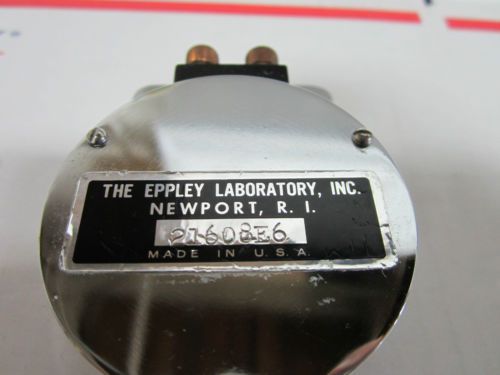 THE EPPLEY LABORATORY, INC.
NEWPORT, R. I.
21608E6
MADE IN U.S.A.